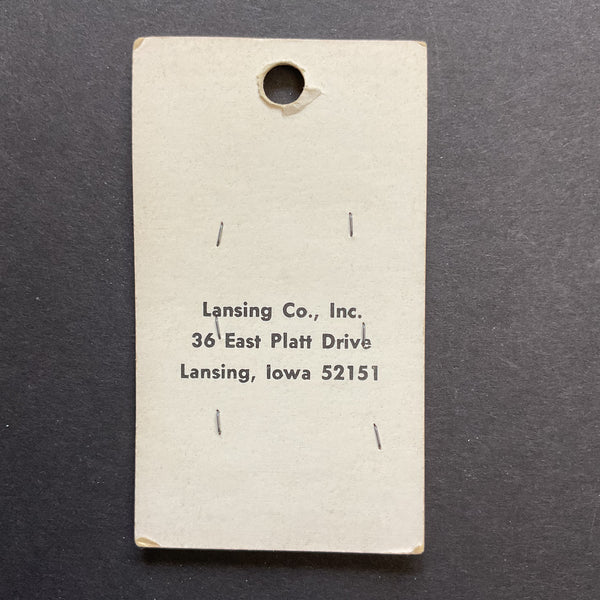 Lansing Co., Inc.
36 East Platt Drive
Lansing, Iowa 52151